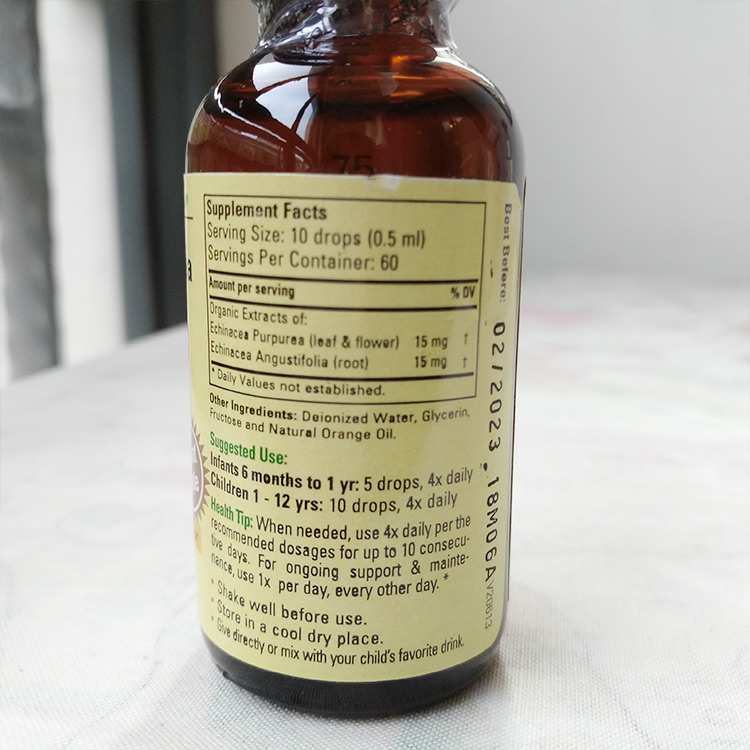 75
Supplement Facts
Serving Size: 10 drops (0.5 ml)
Servings Per Container: 60
Amount per serving % DV
Organic Extracts of:
Echinacea Purpurea (leaf & flower) 15 mg †
Echinacea Angustifolia (root) 15 mg †
* Daily Values not established.
Other Ingredients: Deionized Water, Glycerin,
Fructose and Natural Orange Oil.
Suggested Use:
Infants 6 months to 1 yr: 5 drops, 4x daily
Children 1 - 12 yrs: 10 drops, 4x daily
Health Tip: When needed, use 4x daily per the
recommended dosages for up to 10 consecu-
tive days. For ongoing support & mainte-
nance, use 1x per day, every other day.*
• Shake well before use.
• Store in a cool dry place.
• Give directly or mix with your child's favorite drink.
Best Before: 02/2023 18M06A
V20613